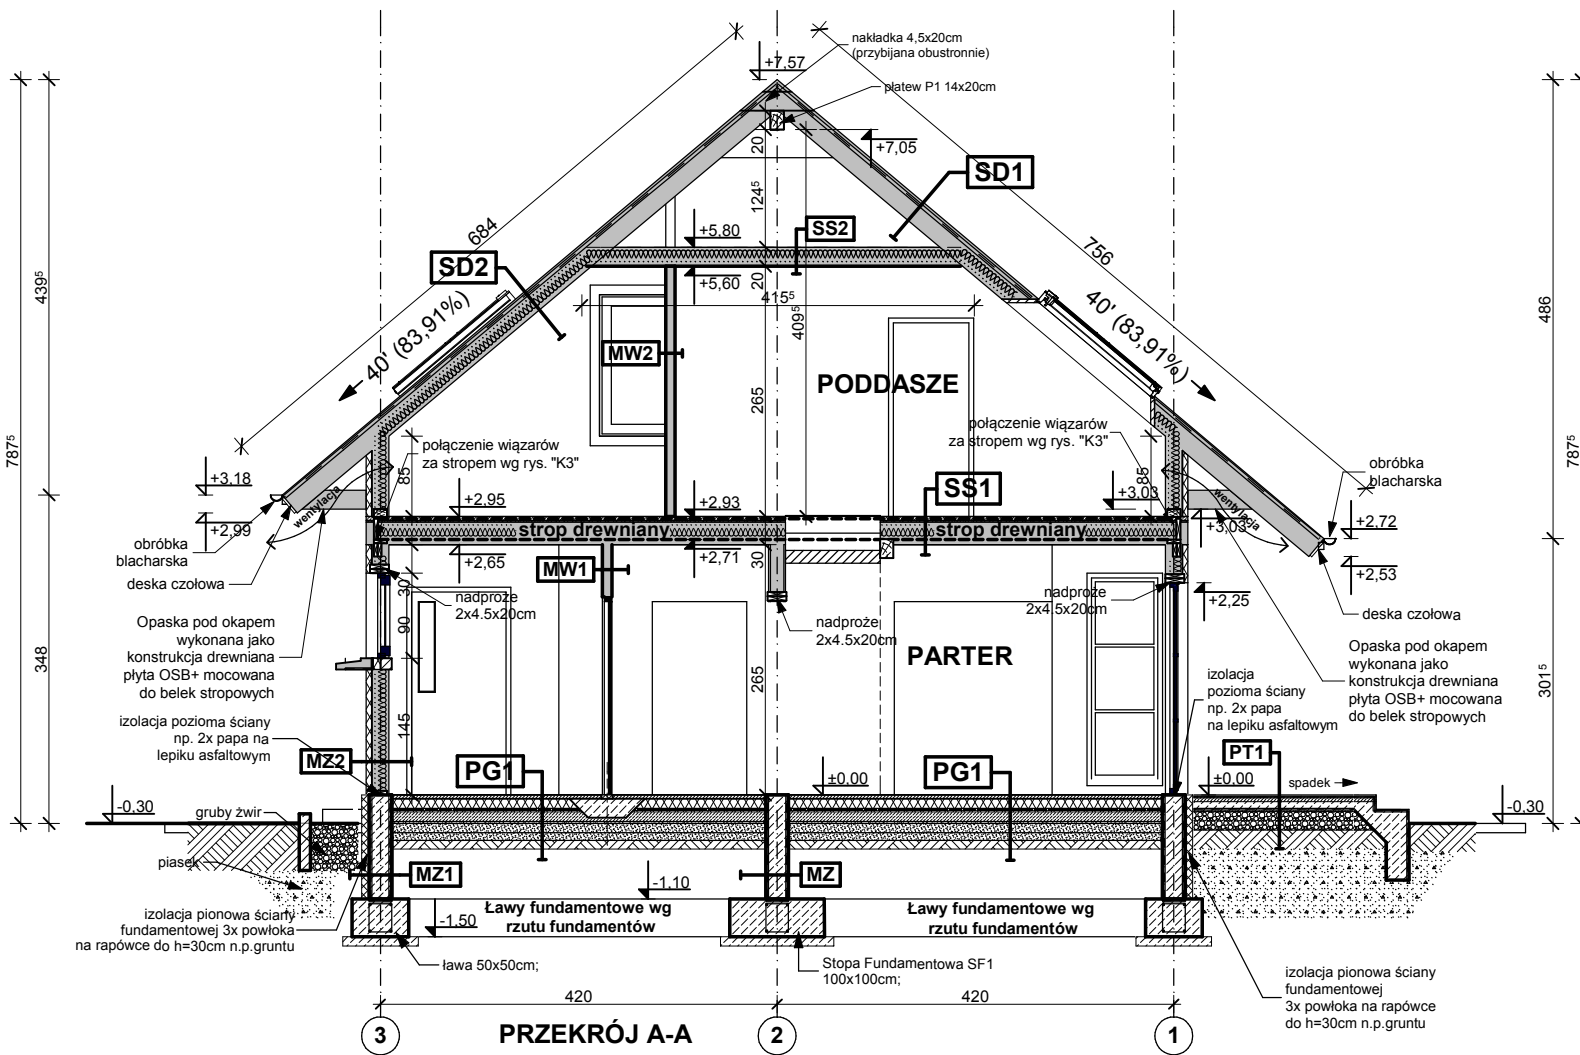 nakładka 4,5x20cm
(przybijana obustronnie)
+7,57
płatew P1 14x20cm
+7,05
20
SD1
124⁵
684
+5,80
SS2
756
SD2
+5,60
20
415⁵
409⁵
439⁵
486
787⁵
787⁵
40' (83,91%)
40' (83,91%)
MW2
PODDASZE
265
połączenie wiązarów
za stropem wg rys. "K3"
połączenie wiązarów
za stropem wg rys. "K3"
85
85
obróbka
blacharska
+3,18
+2,99
wentylacja
wentylacja
+2,95
+2,93
SS1
+3,03
+3,03
+2,72
+2,53
strop drewniany
strop drewniany
obróbka
blacharska
deska czołowa
+2,65
MW1
+2,71
30
30
nadproże
2x4.5x20cm
nadproże
2x4.5x20cm
nadproże
2x4.5x20cm
+2,25
deska czołowa
90
Opaska pod okapem
wykonana jako
konstrukcja drewniana
płyta OSB+ mocowana
do belek stropowych
PARTER
Opaska pod okapem
wykonana jako
konstrukcja drewniana
płyta OSB+ mocowana
do belek stropowych
348
301⁵
265
izolacja
pozioma ściany
np. 2x papa
na lepiku asfaltowym
izolacja pozioma ściany
np. 2x papa na
lepiku asfaltowym
145
MZ2
PG1
±0.00
PG1
±0.00
PT1
spadek
-0,30
gruby żwir
-0,30
piasek
MZ1
-1,10
MZ
izolacja pionowa ściany
fundamentowej 3x powłoka
na rapówce do h=30cm n.p.gruntu
-1,50
Ławy fundamentowe wg
rzutu fundamentów
Ławy fundamentowe wg
rzutu fundamentów
ława 50x50cm;
Stopa Fundamentowa SF1
100x100cm;
izolacja pionowa ściany
fundamentowej
3x powłoka na rapówce
do h=30cm n.p.gruntu
420
420
3
PRZEKRÓJ A-A
2
1